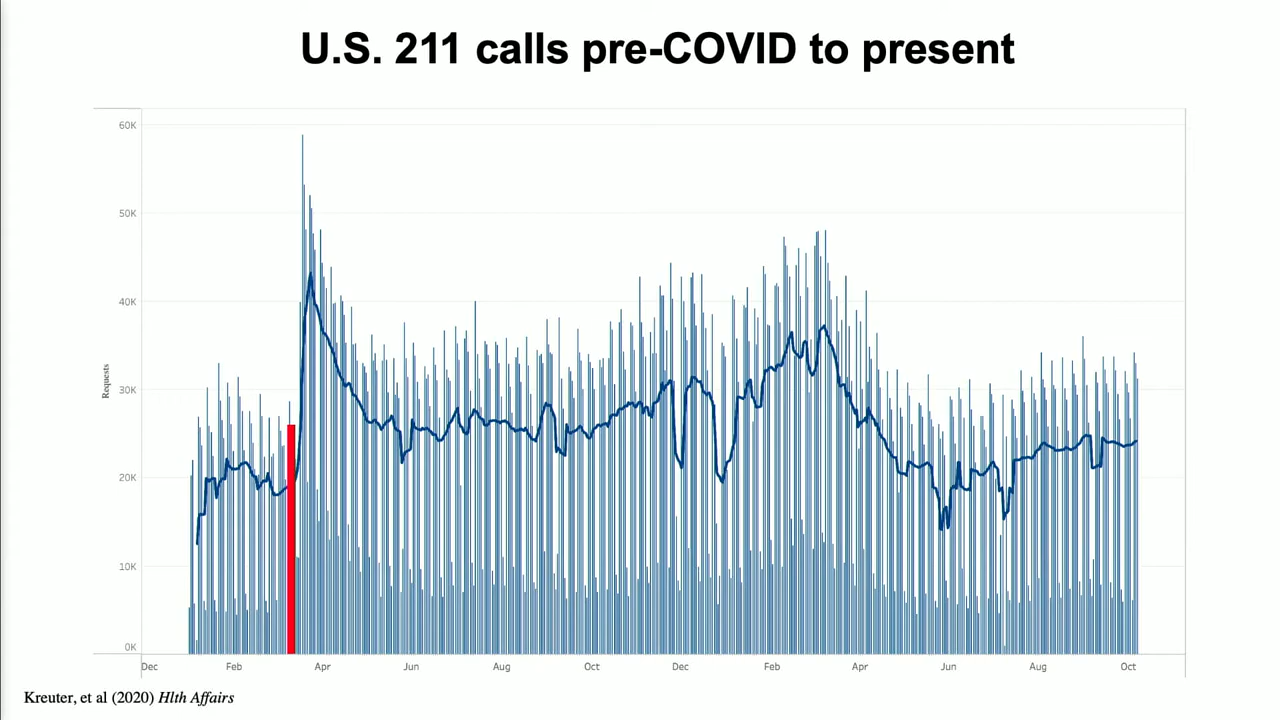 U.S. 211 calls pre-COVID to present
60K
50K
40K
30K
20K
10K
0K
Requests
Dec Feb Apr Jun Aug Oct Dec Feb Apr Jun Aug Oct
Kreuter, et al (2020) Hlth Affairs